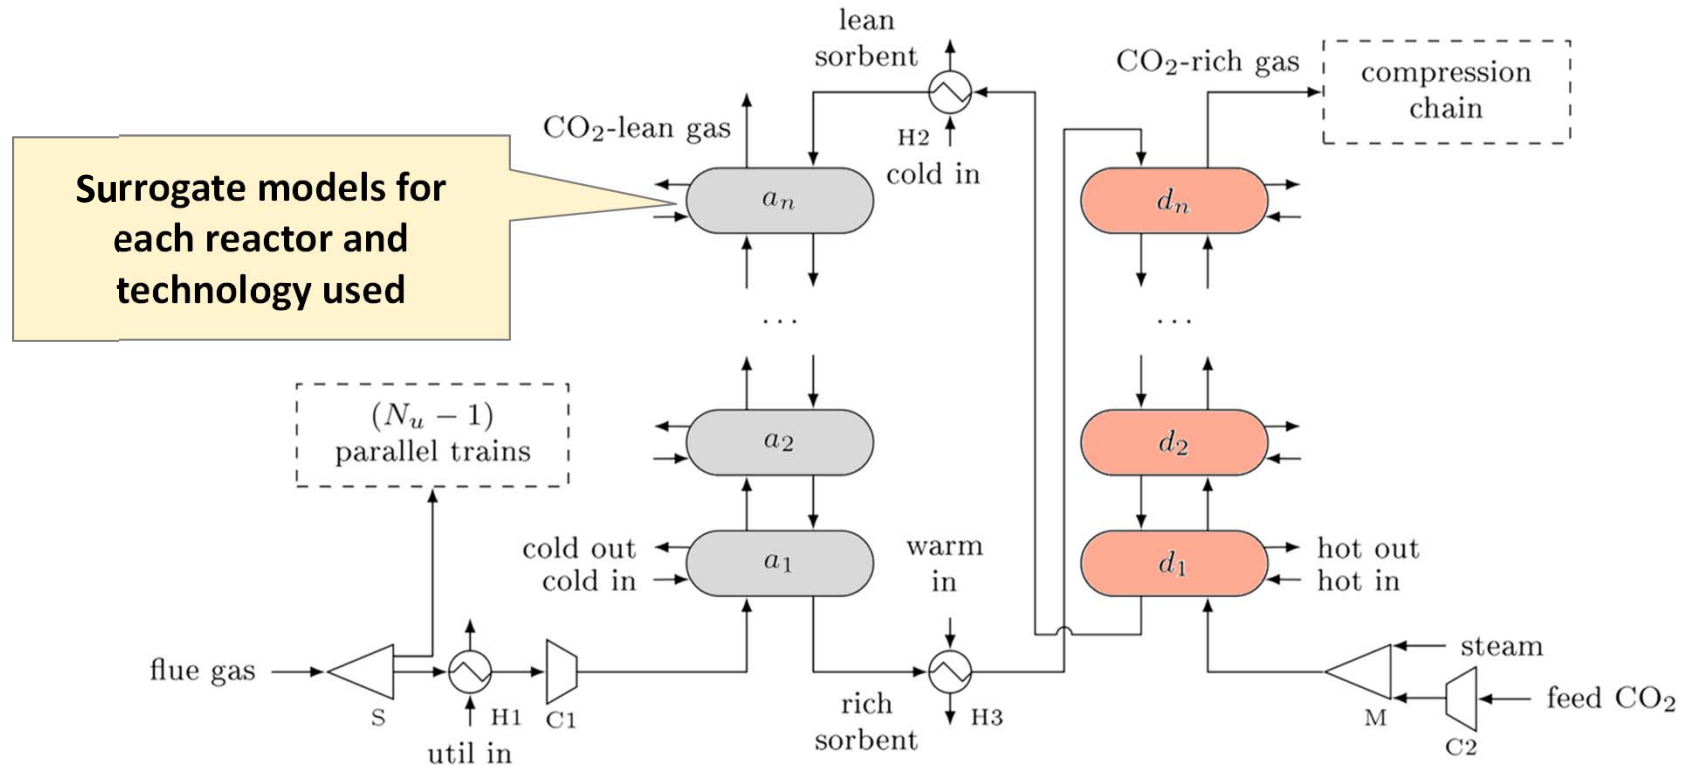 lean
sorbent
CO₂-rich gas
compression
chain
CO₂-lean gas
H2
cold in
Surrogate models for
each reactor and
technology used
aₙ
dₙ
. . .
. . .
(Nᵤ − 1)
parallel trains
a₂
d₂
cold out
cold in
a₁
warm
in
d₁
hot out
hot in
flue gas
S
H1
C1
util in
rich
sorbent
H3
steam
feed CO₂
M
C2